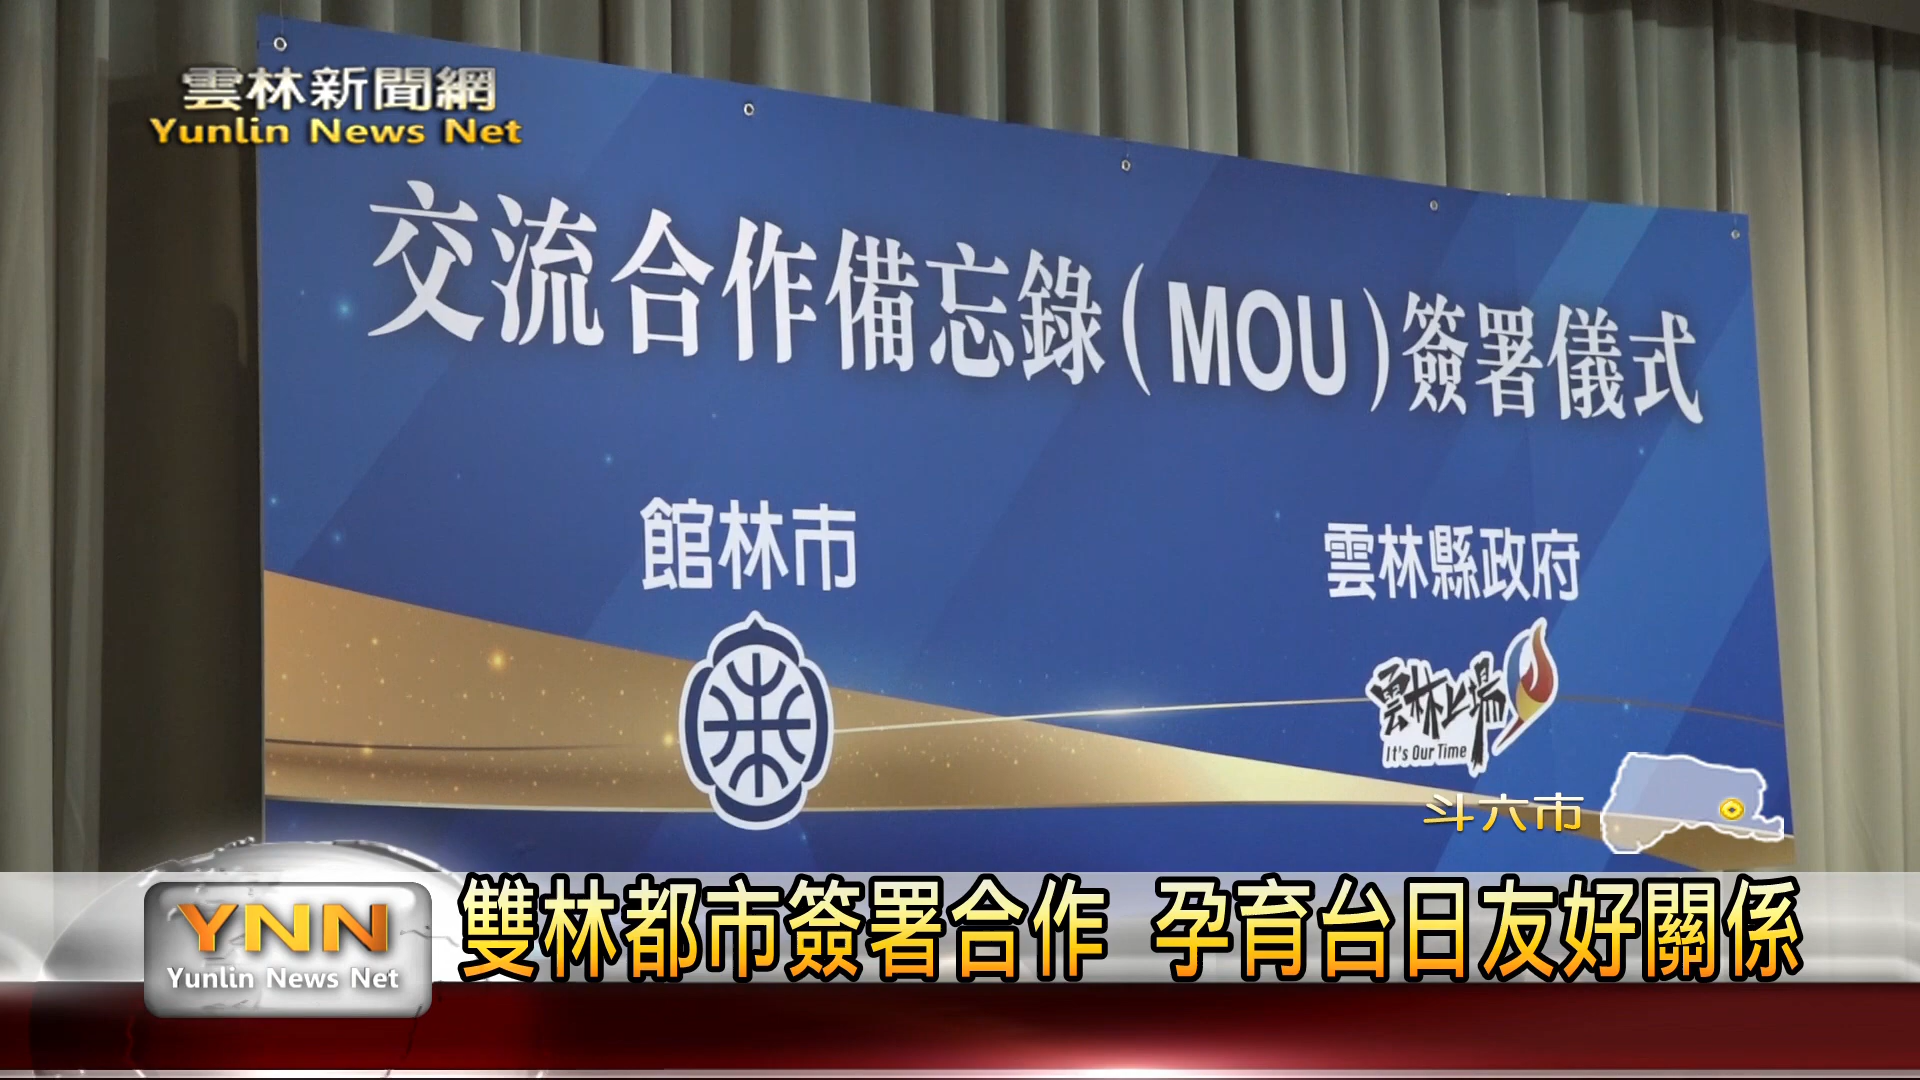 雲林新聞網
Yunlin News Net
交流合作備忘錄(MOU)簽署儀式
館林市
雲林縣政府
雲林上場
It's Our Time
斗六市
YNN
Yunlin News Net
雙林都市簽署合作 孕育台日友好關係